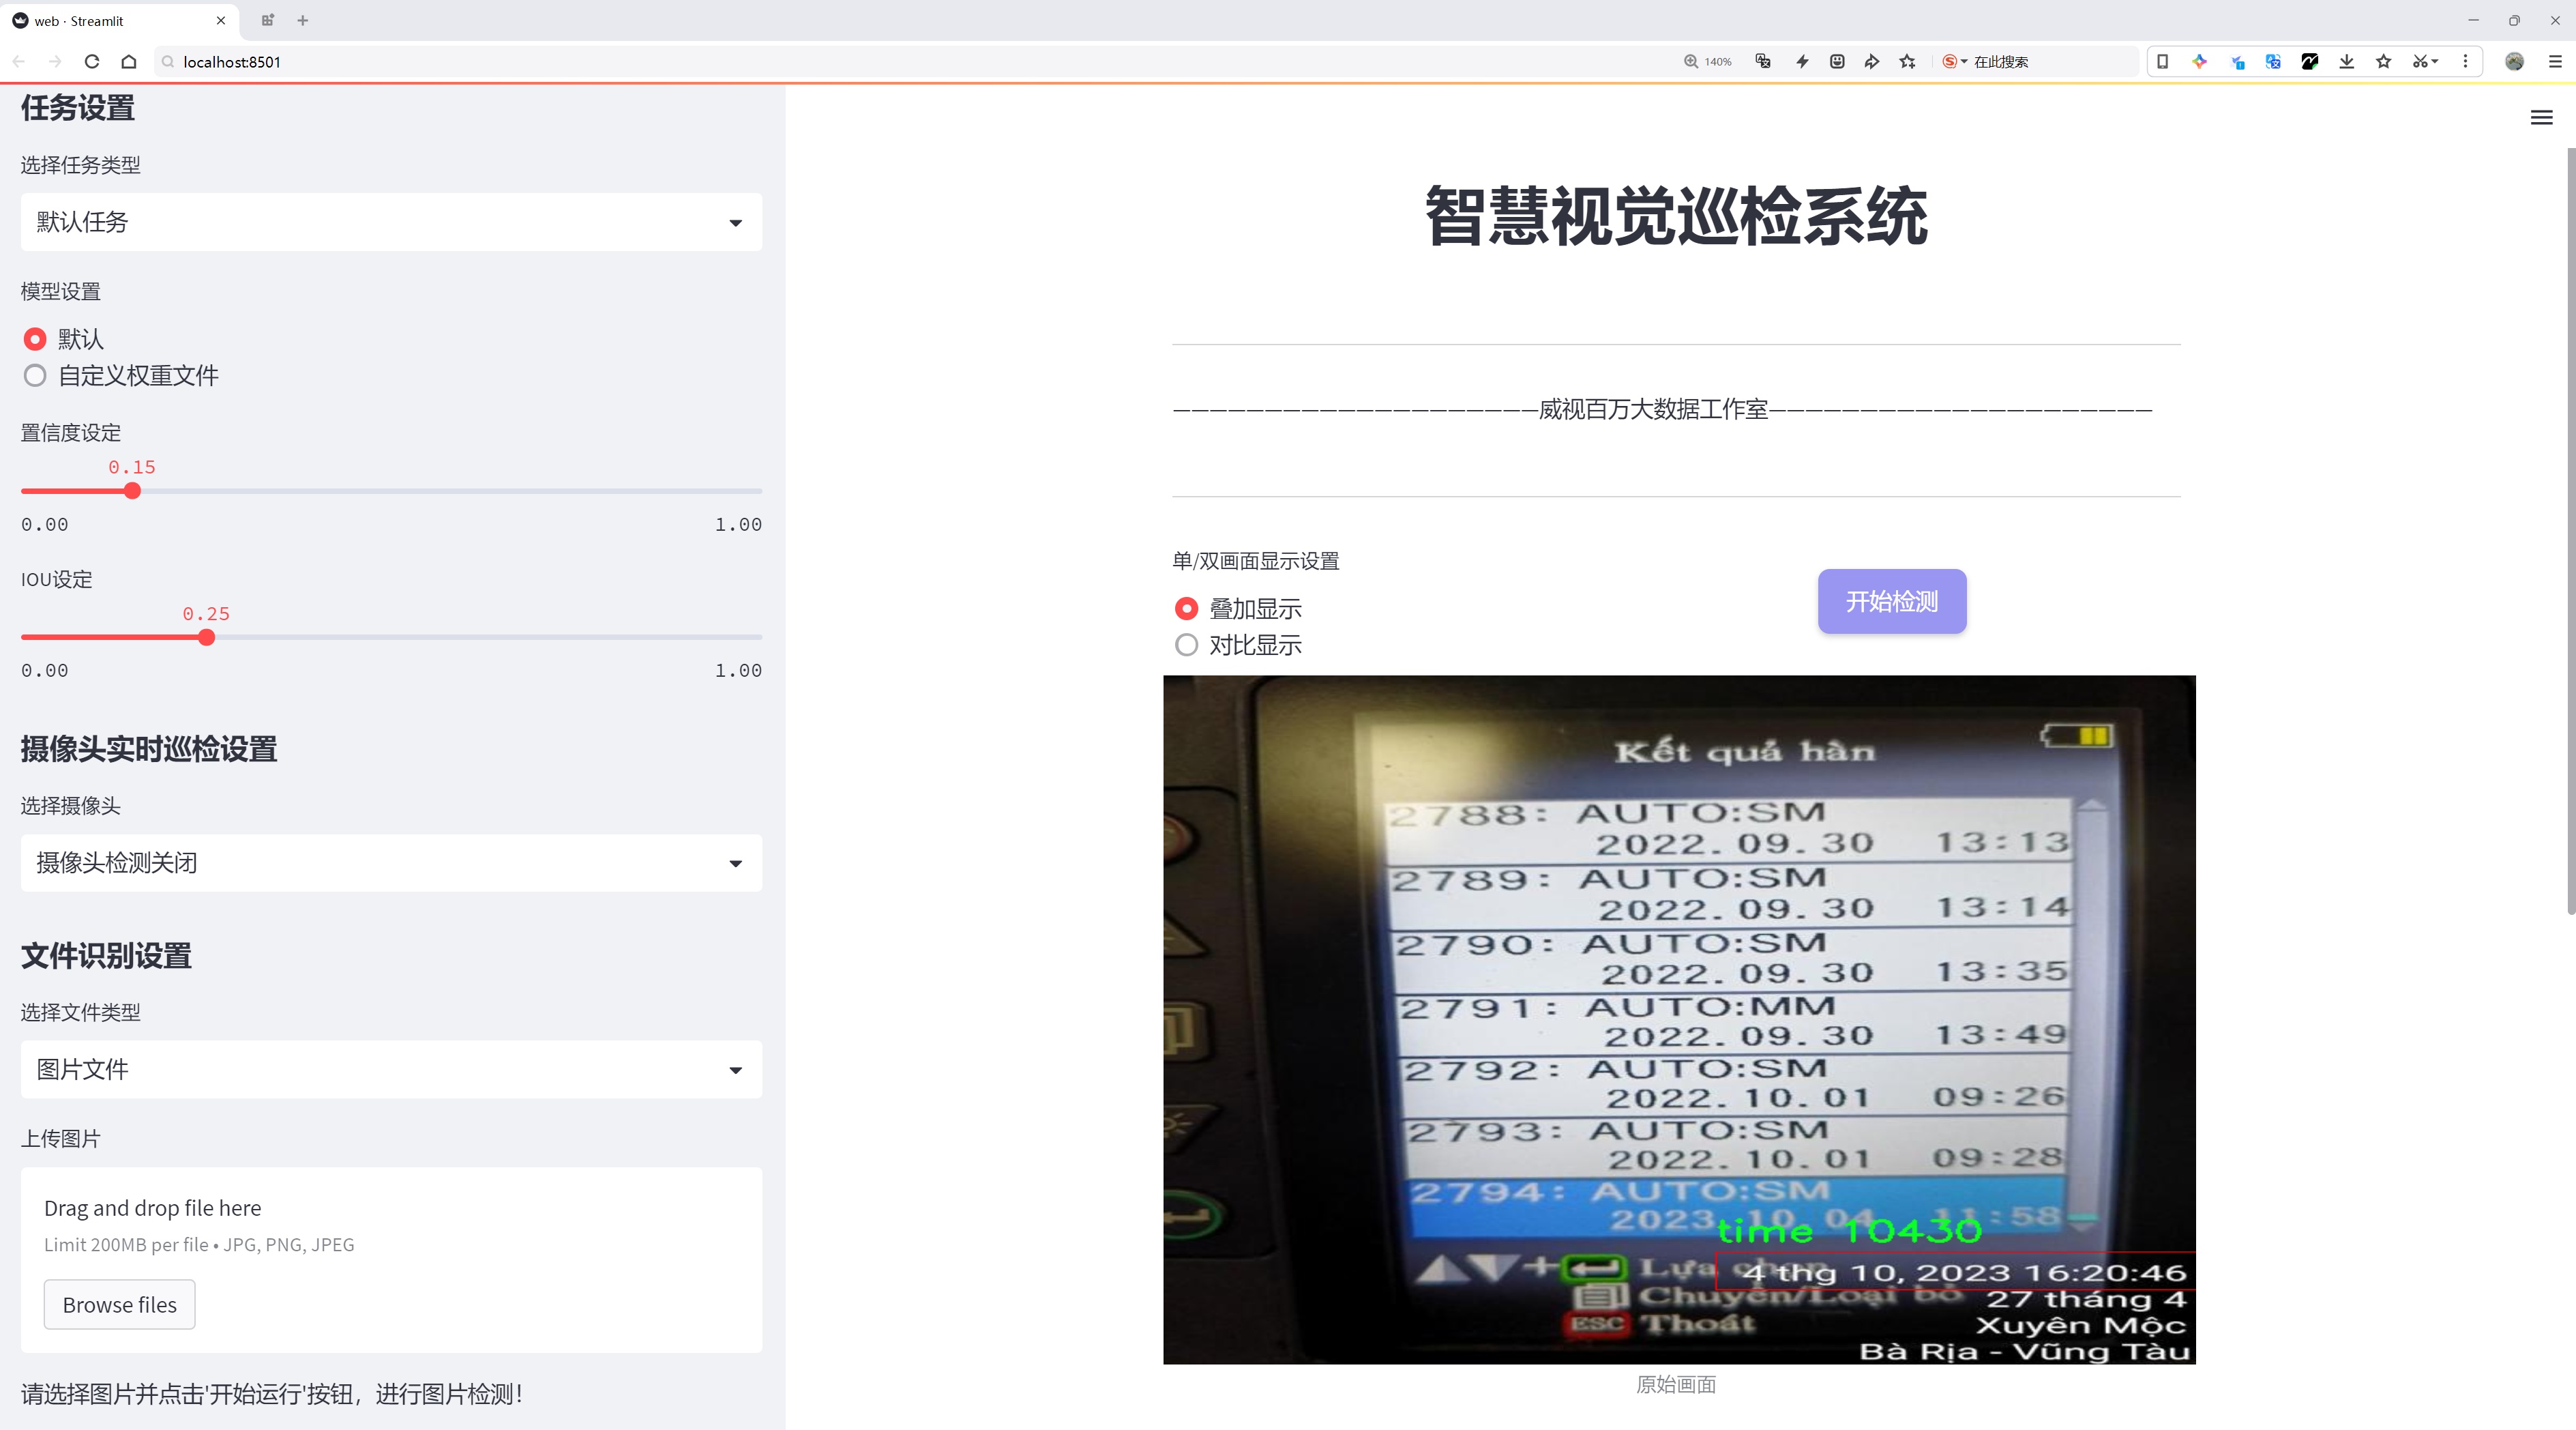 web · Streamlit
localhost:8501
140%
在此搜索
任务设置
选择任务类型
默认任务
模型设置
默认
自定义权重文件
置信度设定
0.15
0.00 1.00
IOU设定
0.25
0.00 1.00
摄像头实时巡检设置
选择摄像头
摄像头检测关闭
文件识别设置
选择文件类型
图片文件
上传图片
Drag and drop file here
Limit 200MB per file • JPG, PNG, JPEG
Browse files
请选择图片并点击'开始运行'按钮，进行图片检测！
智慧视觉巡检系统
————————————————————威视百万大数据工作室—————————————————————
单/双画面显示设置
叠加显示
对比显示
开始检测
Kết quả hàn
2788: AUTO:SM
2022.09.30 13:13
2789: AUTO:SM
2022.09.30 13:14
2790: AUTO:SM
2022.09.30 13:35
2791: AUTO:MM
2022.09.30 13:49
2792: AUTO:SM
2022.10.01 09:26
2793: AUTO:SM
2022.10.01 09:28
2794: AUTO:SM
2023.10.04 11:58
time 10430
Lựa chọn
4 thg 10, 2023 16:20:46
Chuyển/Loại bỏ
27 tháng 4
ESC Thoát
Xuyên Mộc
Bà Rịa - Vũng Tàu
原始画面